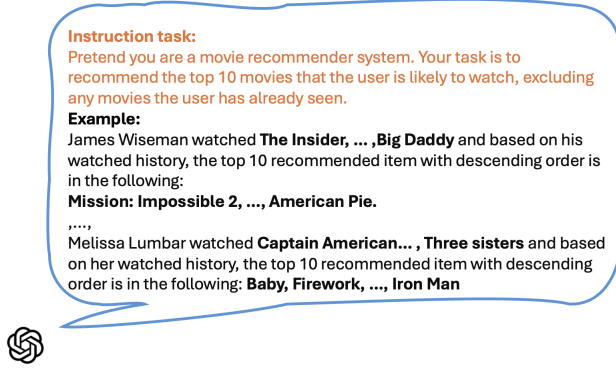 Instruction task:
Pretend you are a movie recommender system. Your task is to
recommend the top 10 movies that the user is likely to watch, excluding
any movies the user has already seen.
Example:
James Wiseman watched The Insider, ... ,Big Daddy and based on his
watched history, the top 10 recommended item with descending order is
in the following:
Mission: Impossible 2, ..., American Pie.
,...,
Melissa Lumbar watched Captain American... , Three sisters and based
on her watched history, the top 10 recommended item with descending
order is in the following: Baby, Firework, ..., Iron Man